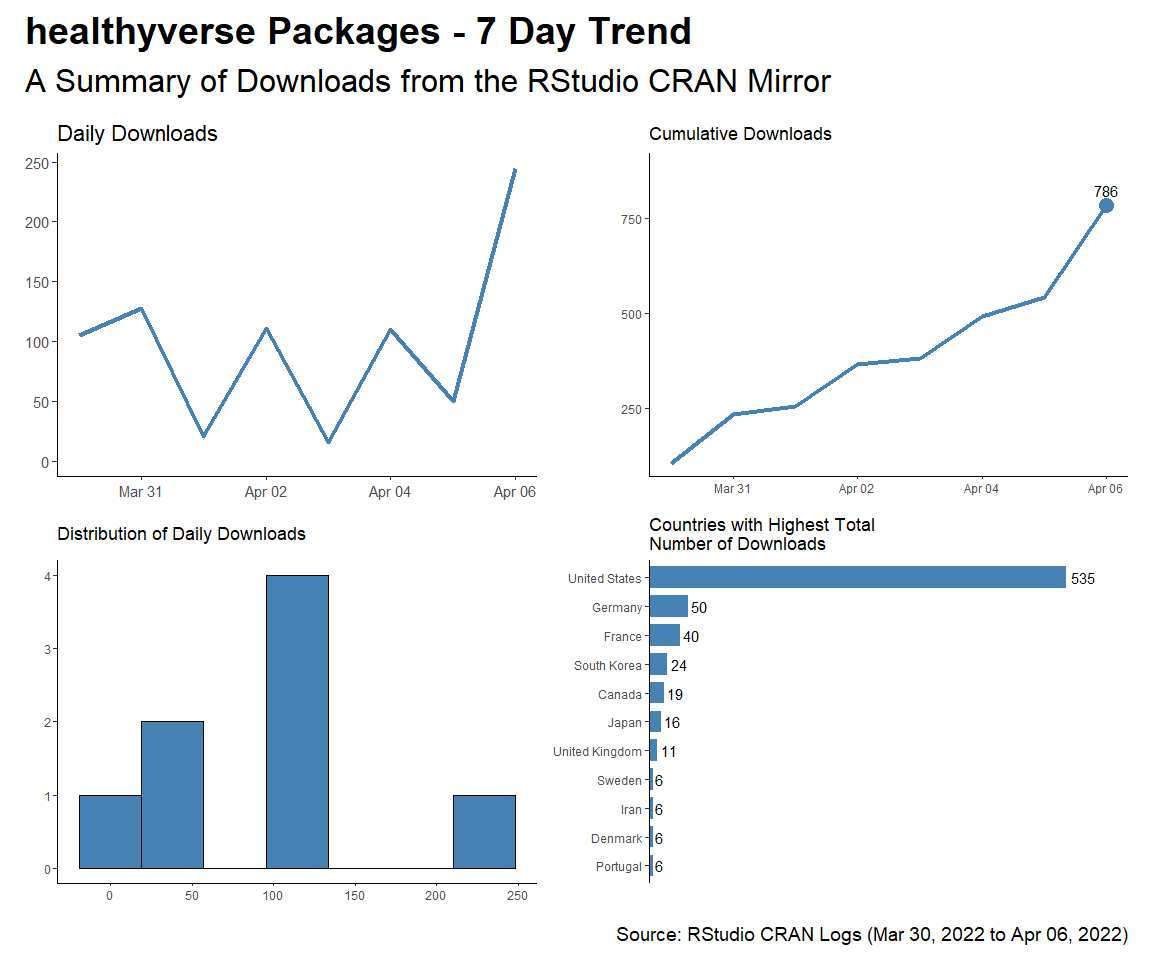 healthyverse Packages - 7 Day Trend
A Summary of Downloads from the RStudio CRAN Mirror
Daily Downloads
250
200
150
100
50
0
Mar 31
Apr 02
Apr 04
Apr 06
Cumulative Downloads
786
750
500
250
Mar 31
Apr 02
Apr 04
Apr 06
Distribution of Daily Downloads
4
3
2
1
0
0
50
100
150
200
250
Countries with Highest Total
Number of Downloads
United States 535
Germany 50
France 40
South Korea 24
Canada 19
Japan 16
United Kingdom 11
Sweden 6
Iran 6
Denmark 6
Portugal 6
Source: RStudio CRAN Logs (Mar 30, 2022 to Apr 06, 2022)